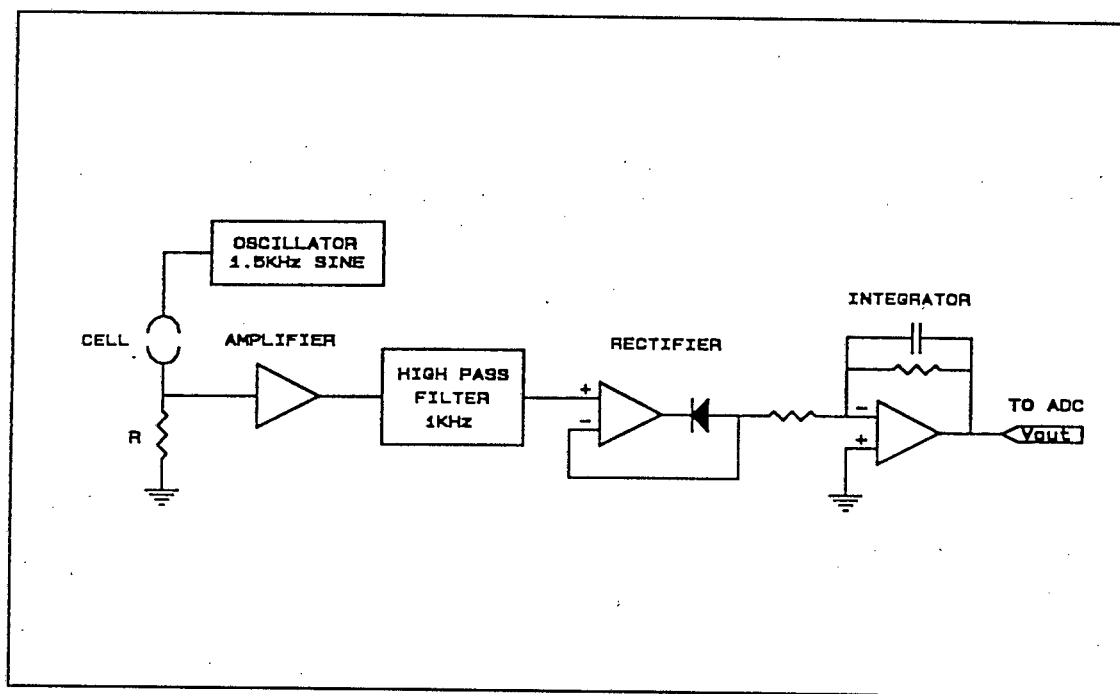 OSCILLATOR
1.5KHz SINE
CELL
AMPLIFIER
HIGH PASS
FILTER
1KHz
R
RECTIFIER
+
-
INTEGRATOR
-
+
TO ADC
Vout